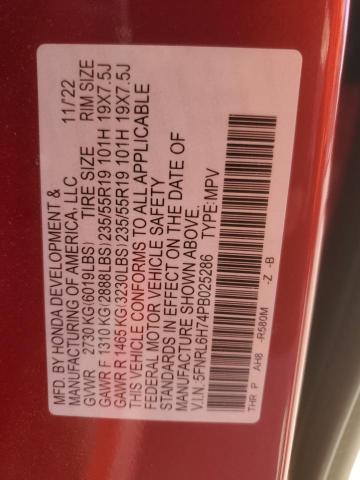 MFD. BY HONDA DEVELOPMENT & 11/22
MANUFACTURING OF AMERICA, LLC
GVWR 2730 KG(6019LBS) TIRE SIZE RIM SIZE
GAWR F 1310 KG(2888LBS)235/55R19 101H 19X7.5J
GAWR R 1465 KG(3230LBS)235/55R19 101H 19X7.5J
THIS VEHICLE CONFORMS TO ALL APPLICABLE
FEDERAL MOTOR VEHICLE SAFETY
STANDARDS IN EFFECT ON THE DATE OF
MANUFACTURE SHOWN ABOVE.
V.I.N. 5FNRL6H74PB025286 TYPE:MPV
THR P AH8 -R580M -Z -B